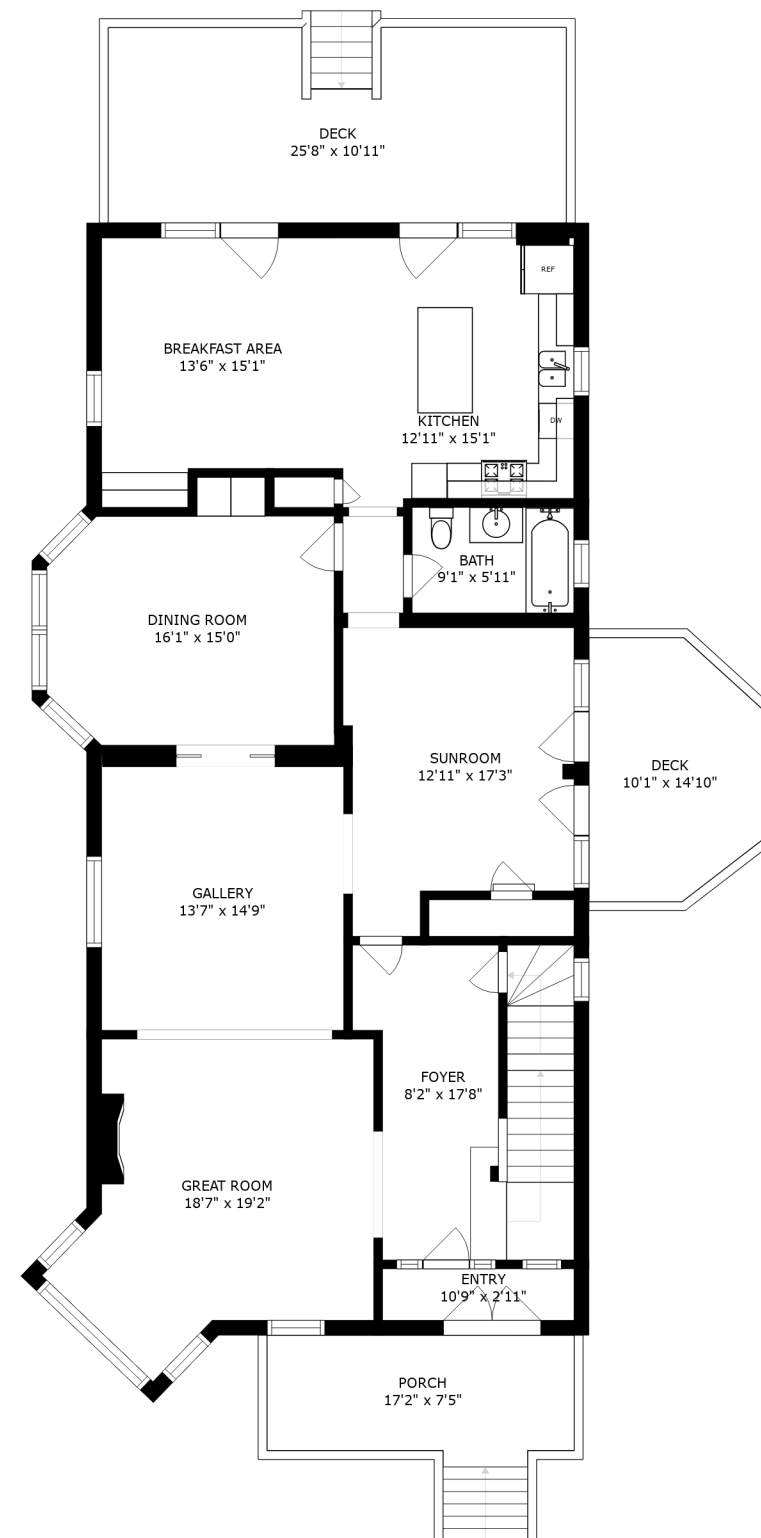 DECK
25'8" x 10'11"
REF
BREAKFAST AREA
13'6" x 15'1"
KITCHEN
12'11" x 15'1"
DW
BATH
9'1" x 5'11"
DINING ROOM
16'1" x 15'0"
SUNROOM
12'11" x 17'3"
DECK
10'1" x 14'10"
GALLERY
13'7" x 14'9"
FOYER
8'2" x 17'8"
GREAT ROOM
18'7" x 19'2"
ENTRY
10'9" x 2'11"
PORCH
17'2" x 7'5"